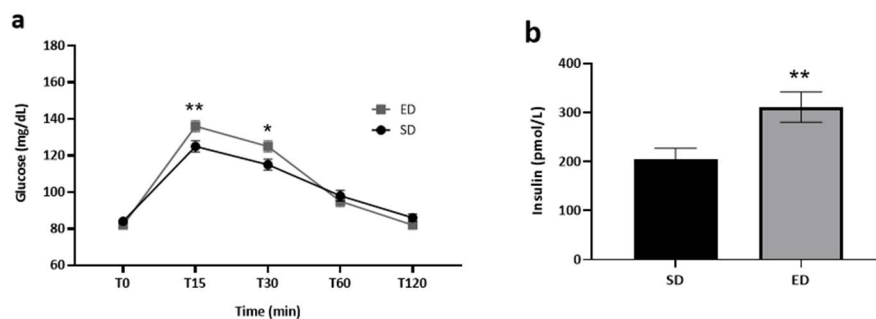 a
180
160
140
120
100
80
60
Glucose (mg/dL)
**
*
ED
SD
T0 T15 T30 T60 T120
Time (min)
b
400
300
200
100
0
Insulin (pmol/L)
**
SD ED